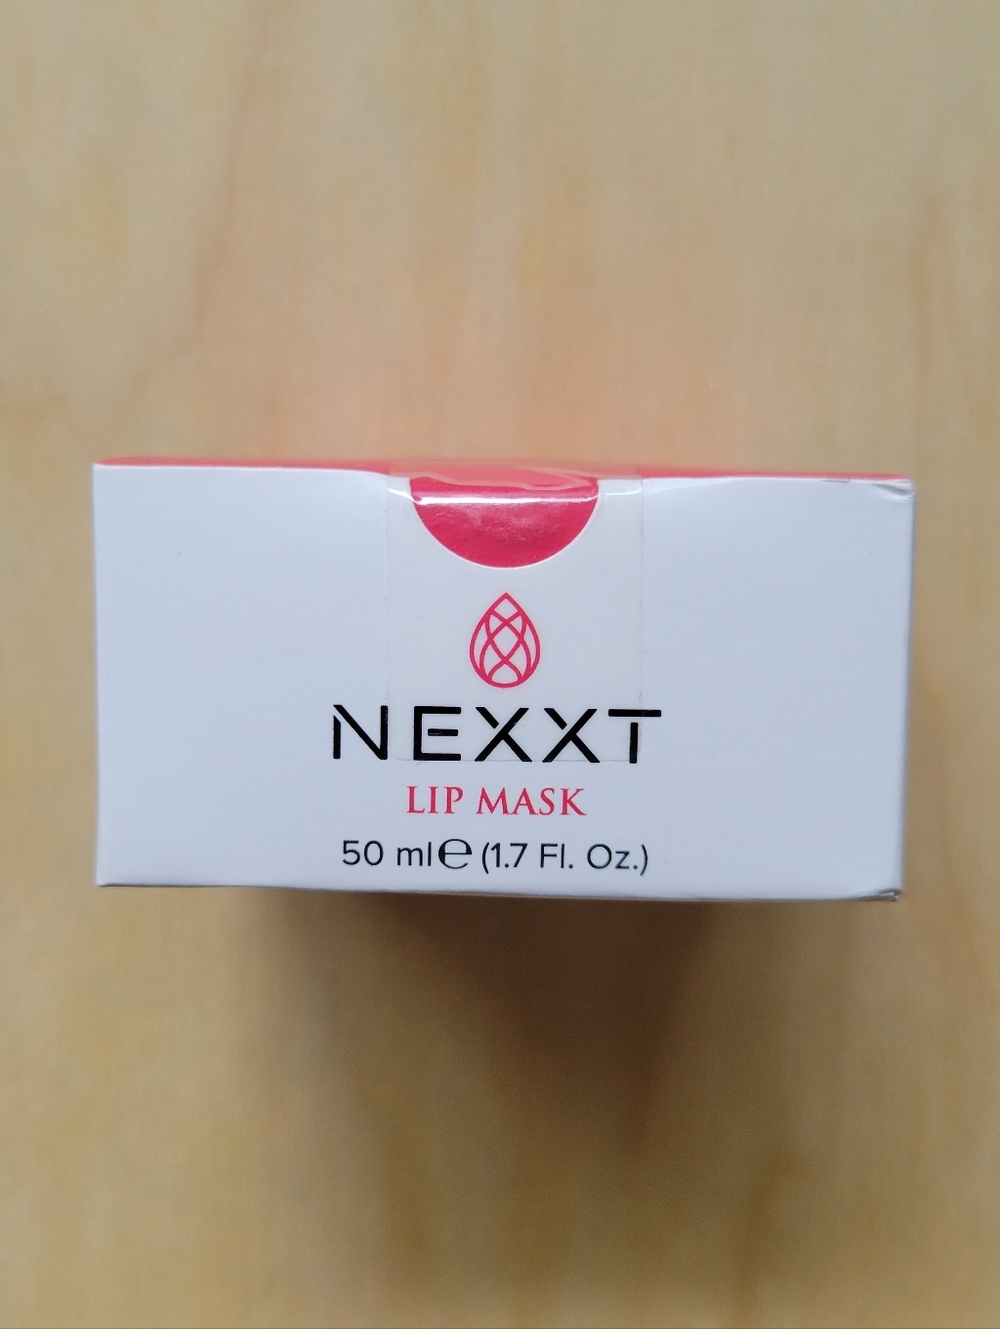 NEXXT
LIP MASK
50 ml℮ (1.7 Fl. Oz.)